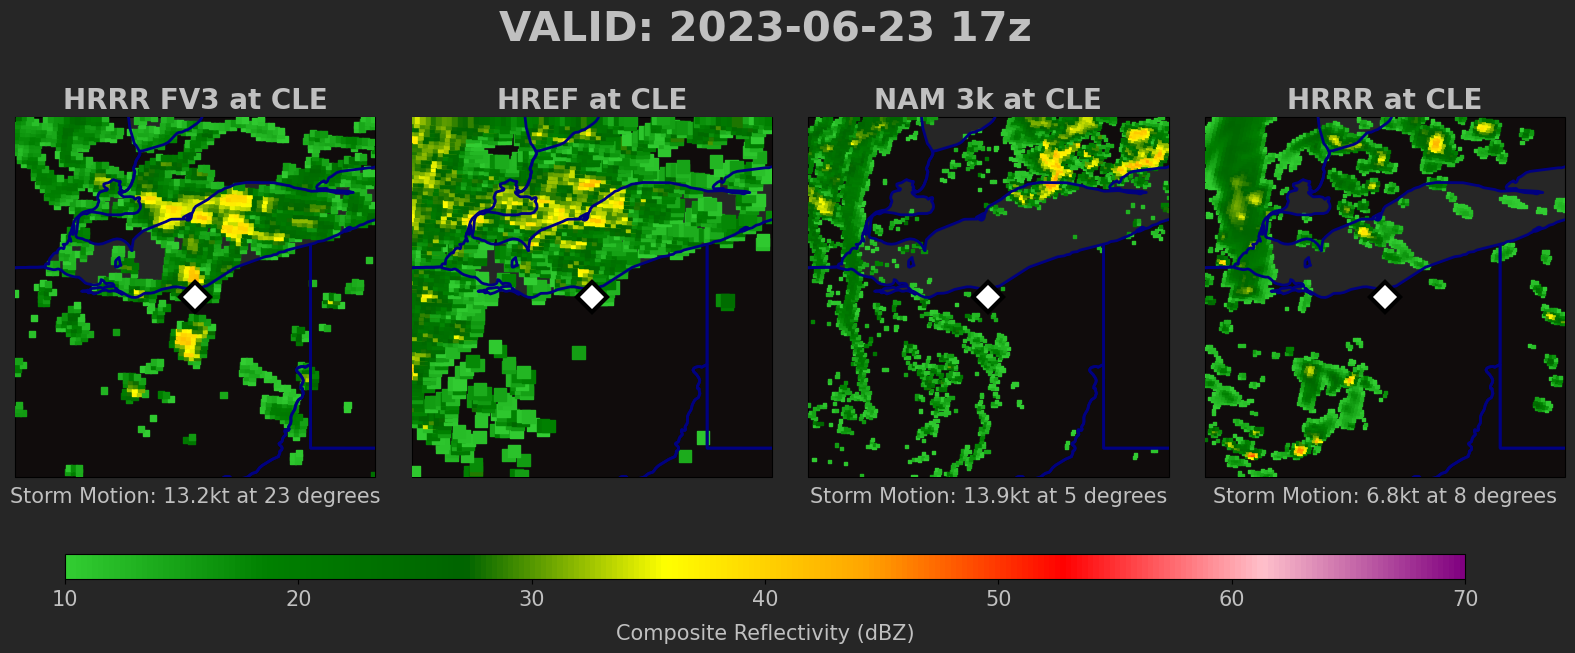 VALID: 2023-06-23 17z
HRRR FV3 at CLE
HREF at CLE
NAM 3k at CLE
HRRR at CLE
Storm Motion: 13.2kt at 23 degrees
Storm Motion: 13.9kt at 5 degrees
Storm Motion: 6.8kt at 8 degrees
10 20 30 40 50 60 70
Composite Reflectivity (dBZ)